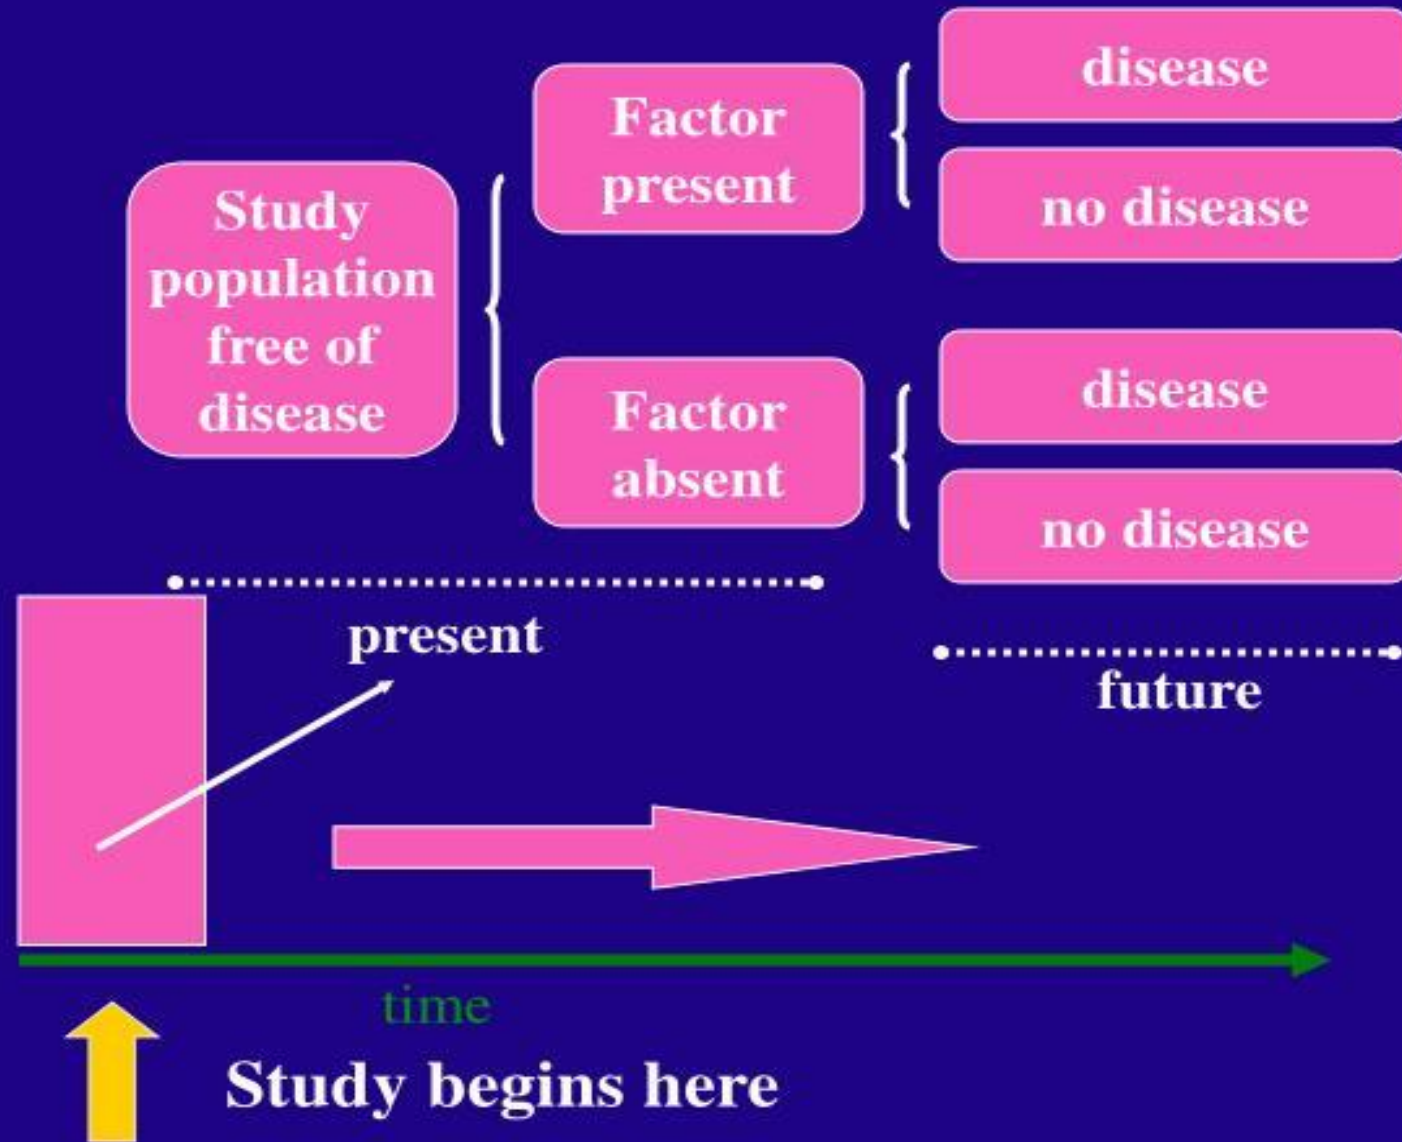 Study
population
free of
disease
Factor
present
Factor
absent
disease
no disease
disease
no disease
present
future
time
Study begins here